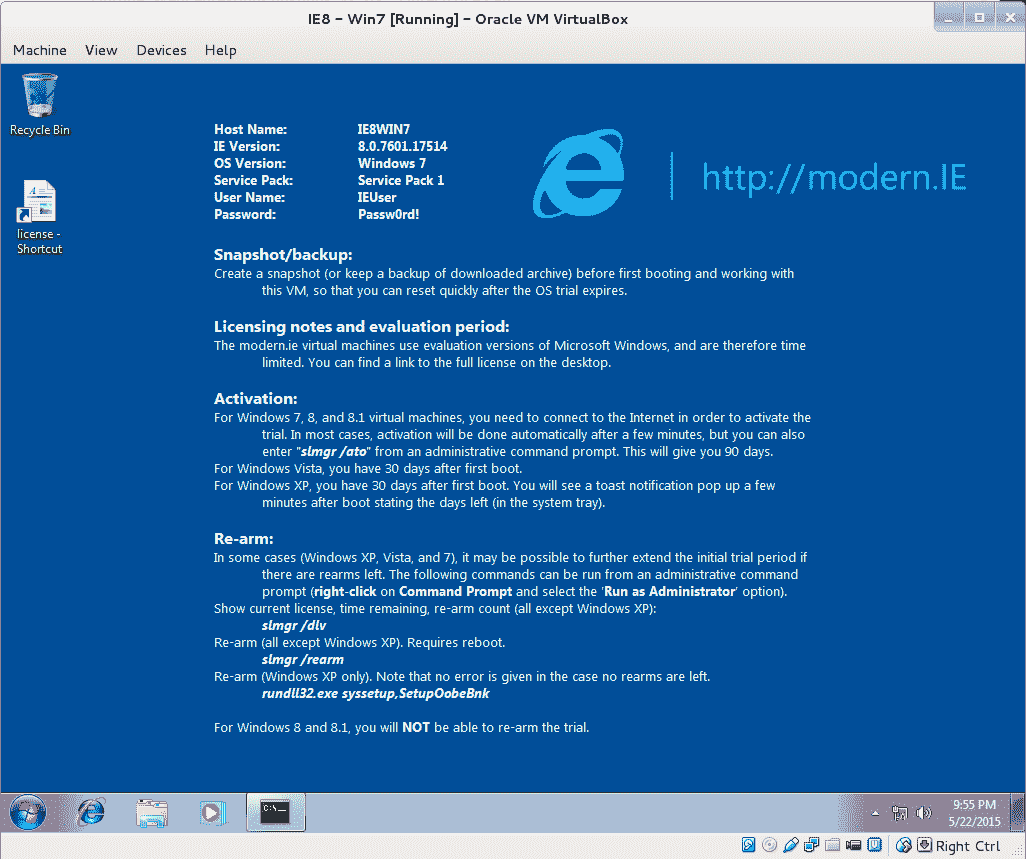 IE8 - Win7 [Running] - Oracle VM VirtualBox
Machine View Devices Help
Recycle Bin
license -
Shortcut
Host Name: IE8WIN7
IE Version: 8.0.7601.17514
OS Version: Windows 7
Service Pack: Service Pack 1
User Name: IEUser
Password: Passw0rd!
http://modern.IE
Snapshot/backup:
Create a snapshot (or keep a backup of downloaded archive) before first booting and working with
this VM, so that you can reset quickly after the OS trial expires.
Licensing notes and evaluation period:
The modern.ie virtual machines use evaluation versions of Microsoft Windows, and are therefore time
limited. You can find a link to the full license on the desktop.
Activation:
For Windows 7, 8, and 8.1 virtual machines, you need to connect to the Internet in order to activate the
trial. In most cases, activation will be done automatically after a few minutes, but you can also
enter "slmgr /ato" from an administrative command prompt. This will give you 90 days.
For Windows Vista, you have 30 days after first boot.
For Windows XP, you have 30 days after first boot. You will see a toast notification pop up a few
minutes after boot stating the days left (in the system tray).
Re-arm:
In some cases (Windows XP, Vista, and 7), it may be possible to further extend the initial trial period if
there are rearms left. The following commands can be run from an administrative command
prompt (right-click on Command Prompt and select the 'Run as Administrator' option).
Show current license, time remaining, re-arm count (all except Windows XP):
slmgr /dlv
Re-arm (all except Windows XP). Requires reboot.
slmgr /rearm
Re-arm (Windows XP only). Note that no error is given in the case no rearms are left.
rundll32.exe syssetup,SetupOobeBnk
For Windows 8 and 8.1, you will NOT be able to re-arm the trial.
C:\_
9:55 PM
5/22/2015
Right Ctrl